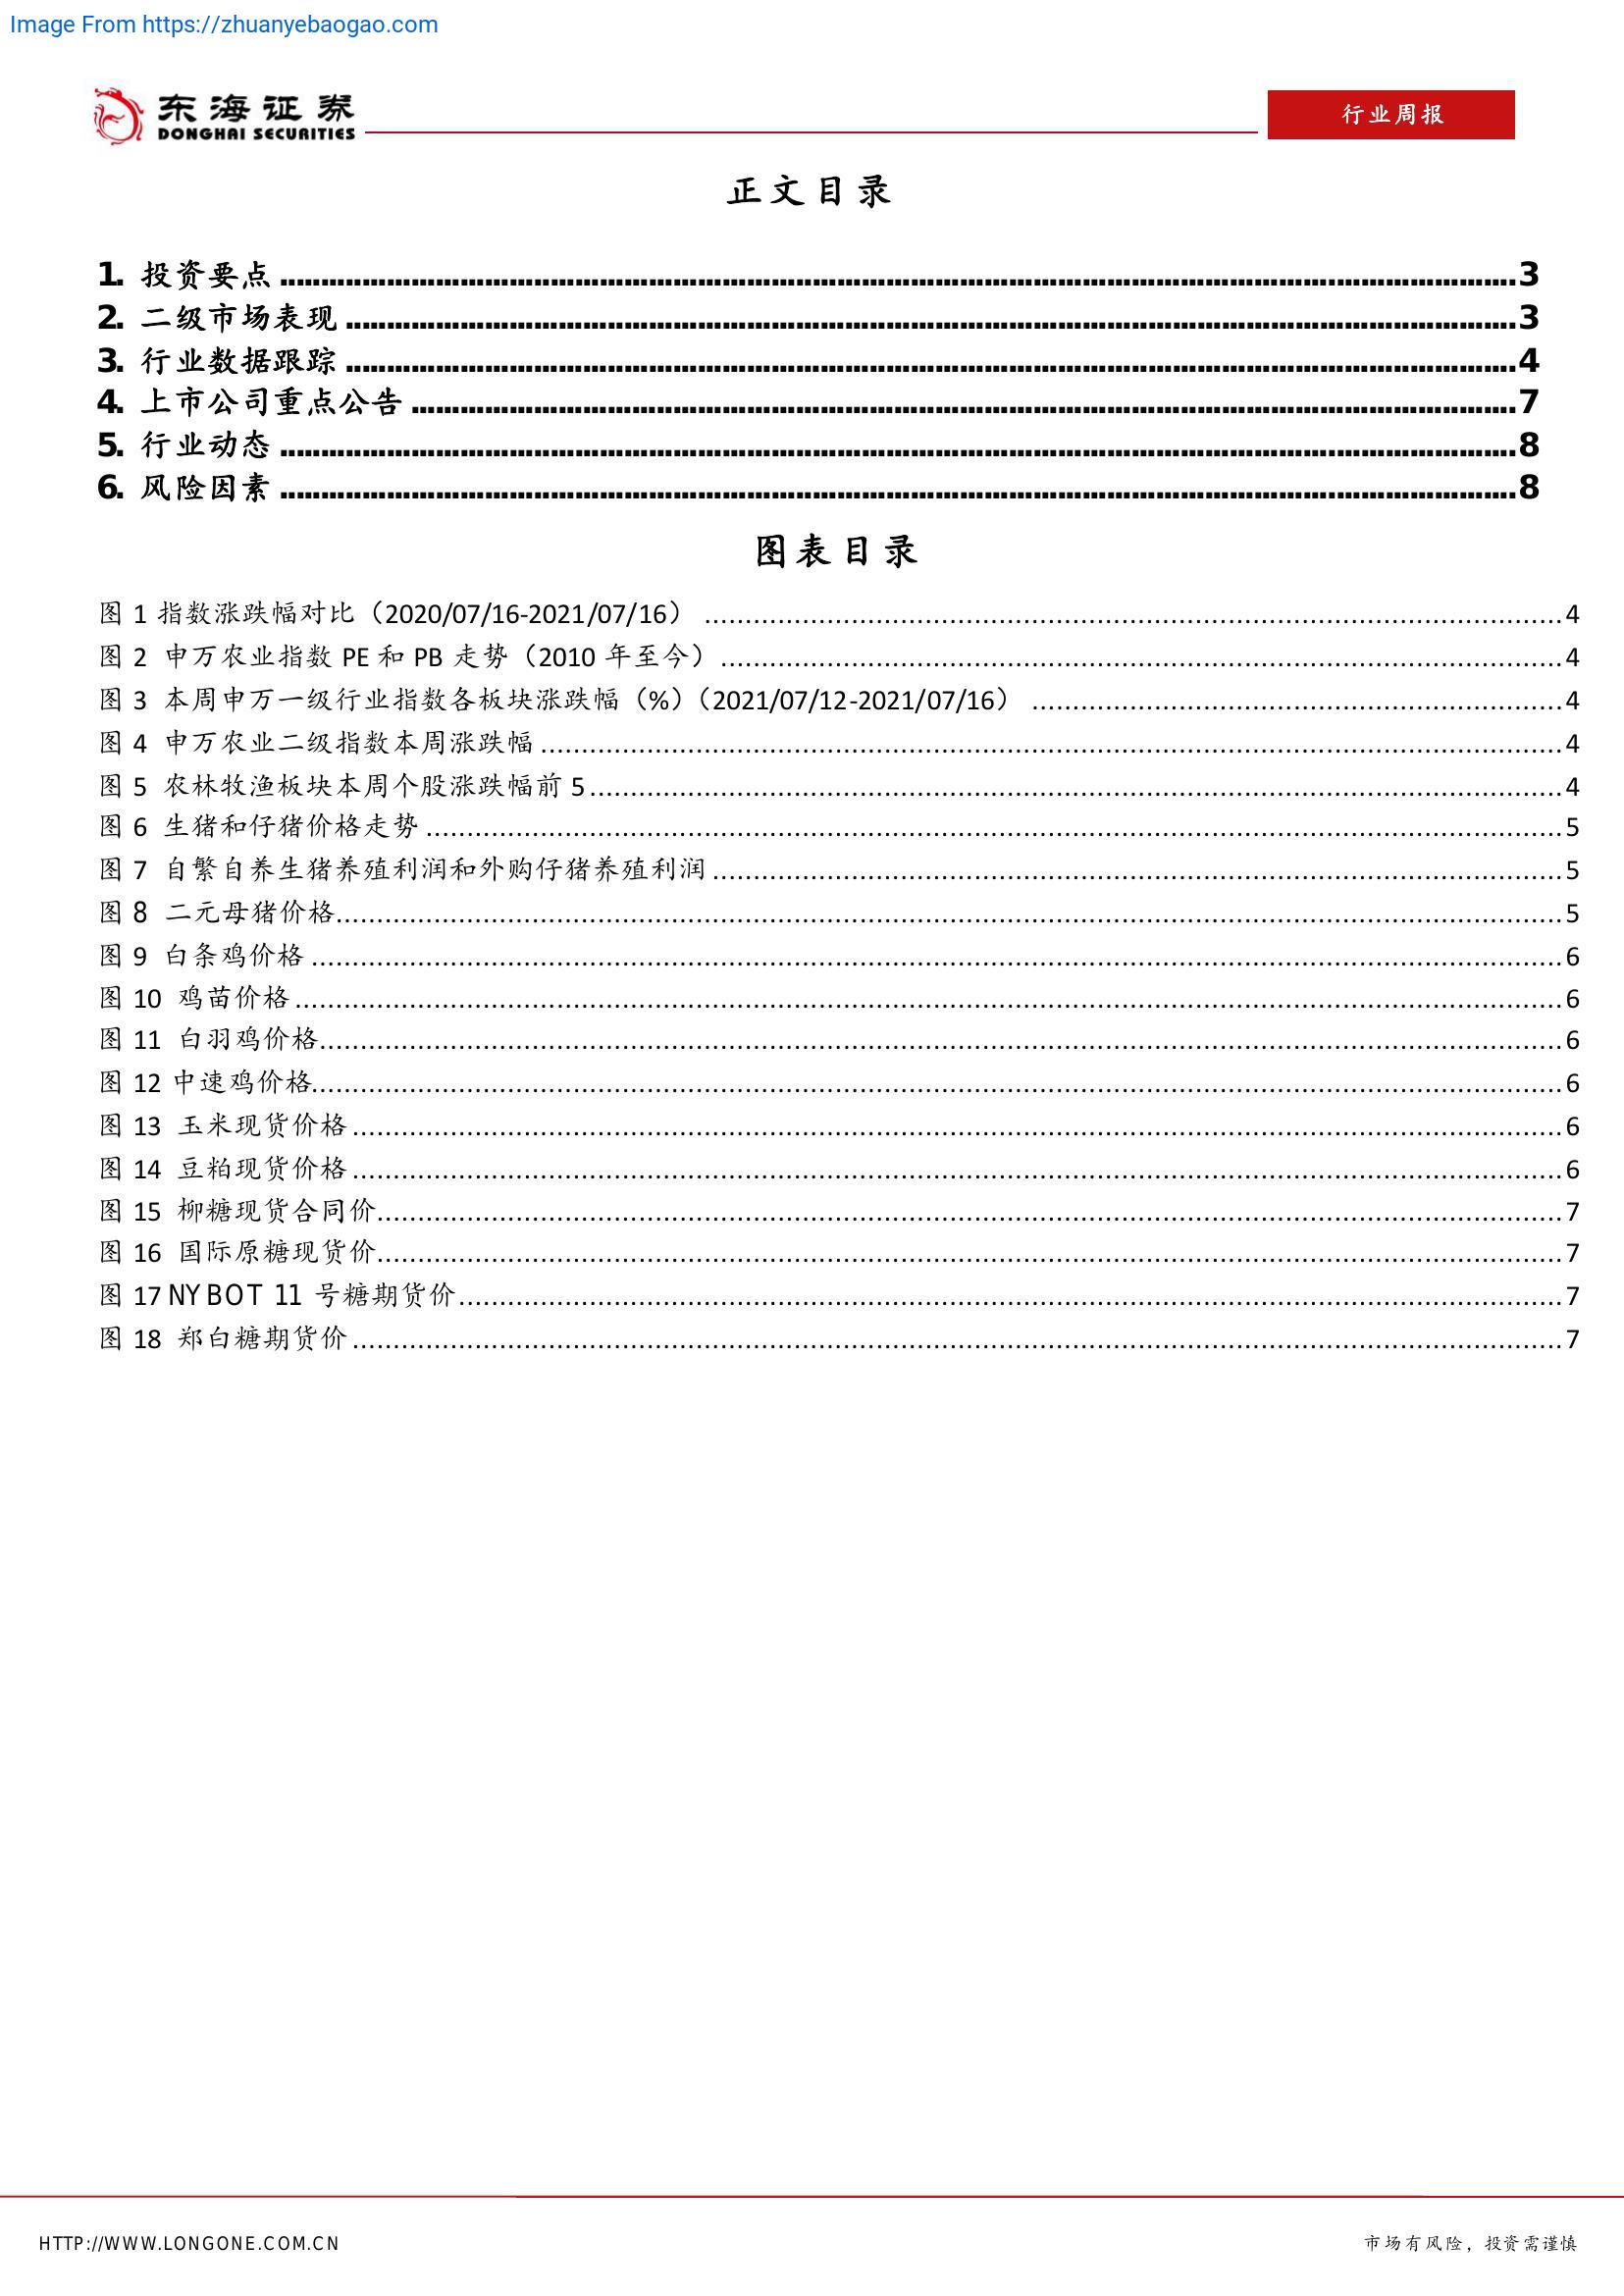 Image From https://zhuanyebaogao.com
东海证券
DONGHAI SECURITIES
行业周报
正文目录
1. 投资要点 ........ 3
2. 二级市场表现 ........ 3
3. 行业数据跟踪 ........ 4
4. 上市公司重点公告 ........ 7
5. 行业动态 ........ 8
6. 风险因素 ........ 8
图表目录
图 1 指数涨跌幅对比（2020/07/16-2021/07/16） ........ 4
图 2 申万农业指数 PE 和 PB 走势（2010 年至今） ........ 4
图 3 本周申万一级行业指数各板块涨跌幅（%）（2021/07/12-2021/07/16） ........ 4
图 4 申万农业二级指数本周涨跌幅 ........ 4
图 5 农林牧渔板块本周个股涨跌幅前 5 ........ 4
图 6 生猪和仔猪价格走势 ........ 5
图 7 自繁自养生猪养殖利润和外购仔猪养殖利润 ........ 5
图 8 二元母猪价格 ........ 5
图 9 白条鸡价格 ........ 6
图 10 鸡苗价格 ........ 6
图 11 白羽鸡价格 ........ 6
图 12 中速鸡价格 ........ 6
图 13 玉米现货价格 ........ 6
图 14 豆粕现货价格 ........ 6
图 15 柳糖现货合同价 ........ 7
图 16 国际原糖现货价 ........ 7
图 17 NYBOT 11 号糖期货价 ........ 7
图 18 郑白糖期货价 ........ 7
HTTP://WWW.LONGONE.COM.CN
市场有风险，投资需谨慎